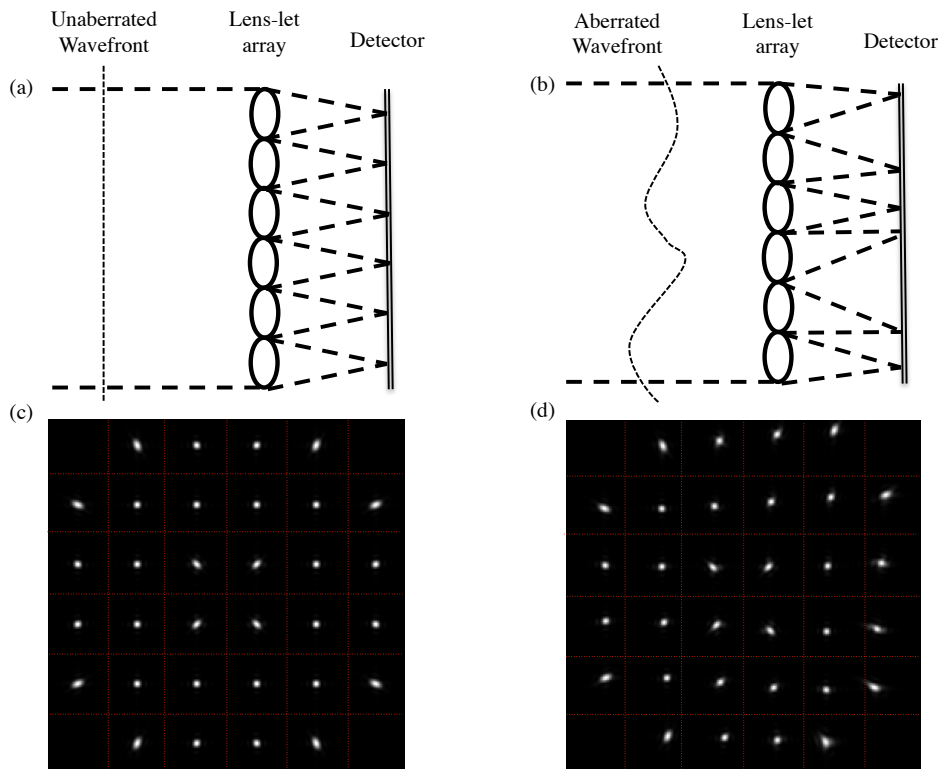 Unaberrated
Wavefront
Lens-let
array
Detector
Aberrated
Wavefront
Lens-let
array
Detector
(a)
(b)
(c)
(d)